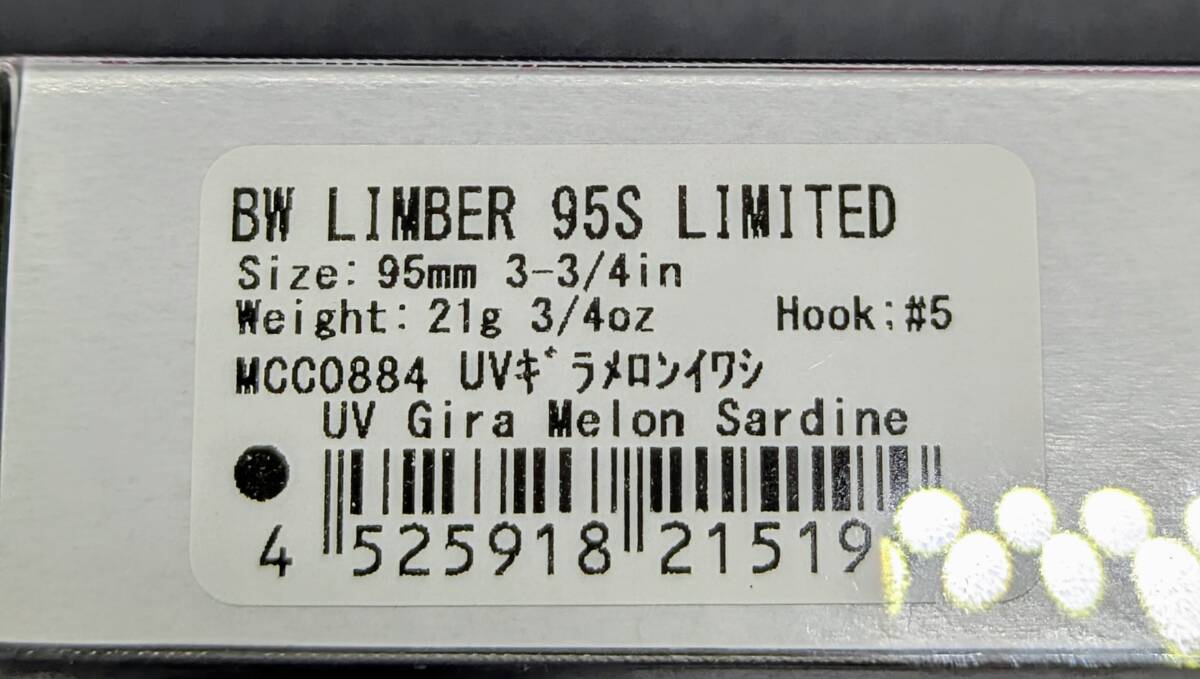 BW LIMBER 95S LIMITED
Size: 95mm 3-3/4in
Weight: 21g 3/4oz Hook;#5
MCC0884 UVｷﾞﾗﾒﾛﾝｲﾜｼ
UV Gira Melon Sardine
4 525918 21519